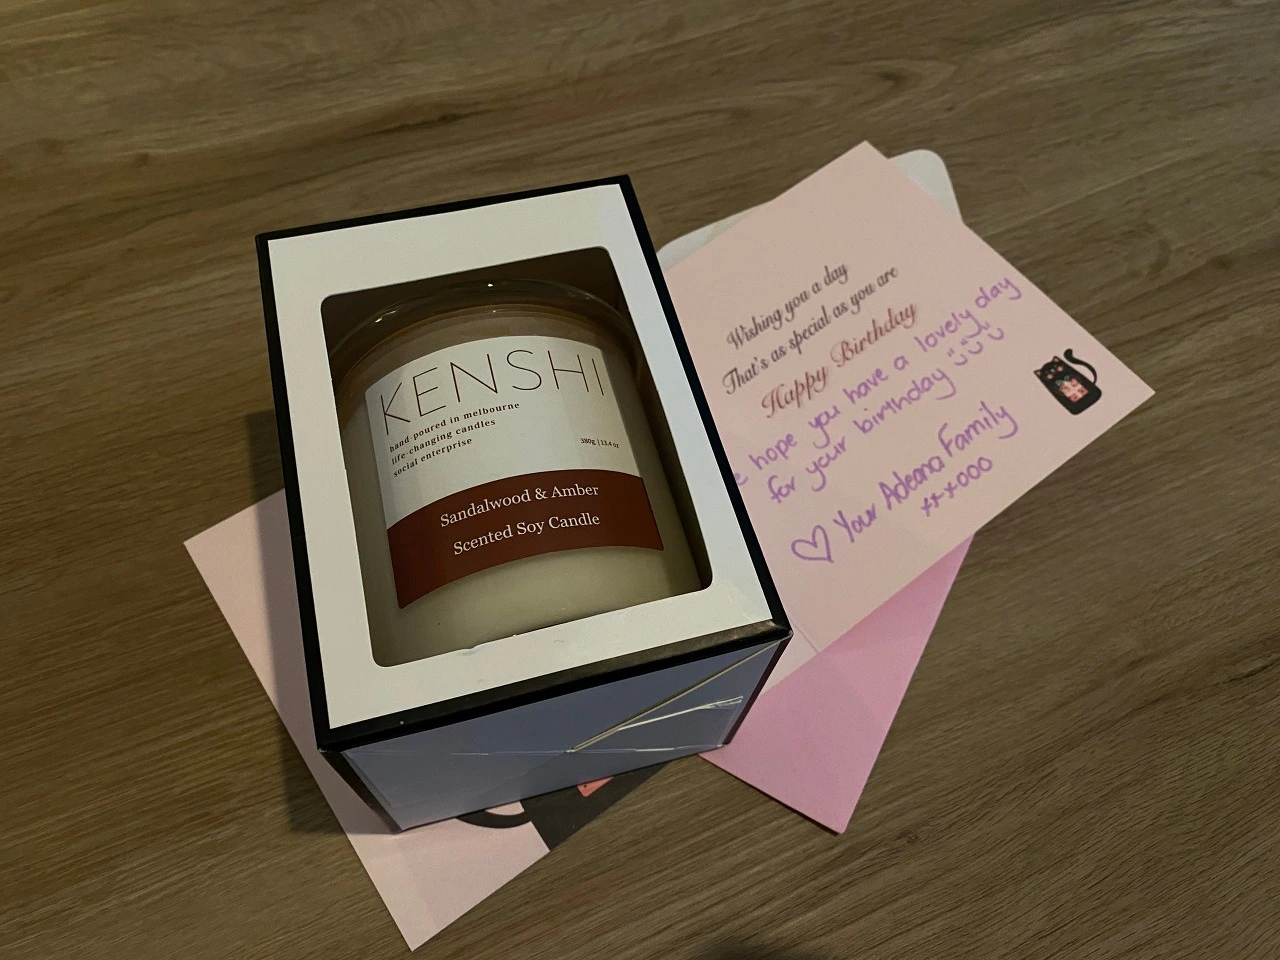 KENSHI
hand-poured in melbourne
life-changing candles
social enterprise
380g | 13.4 oz
Sandalwood & Amber
Scented Soy Candle
Wishing you a day
That's as special as you are
Happy Birthday
hope you have a lovely day
for your birthday
♡ Your Adeana Family
xxxooo